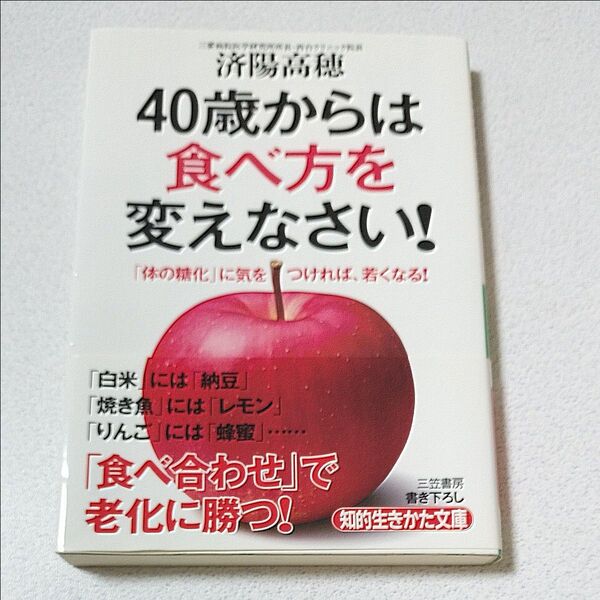 三愛病院医学研究所所長・西台クリニック院長
済陽高穂
40歳からは
食べ方を
変えなさい!
「体の糖化」に気をつければ、若くなる!
「白米」には「納豆」
「焼き魚」には「レモン」
「りんご」には「蜂蜜」……
「食べ合わせ」で
老化に勝つ!
三笠書房
書き下ろし
知的生きかた文庫